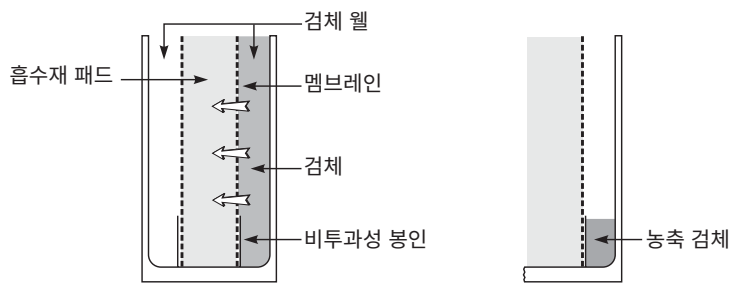 검체 웰
흡수재 패드
멤브레인
검체
비투과성 봉인
농축 검체